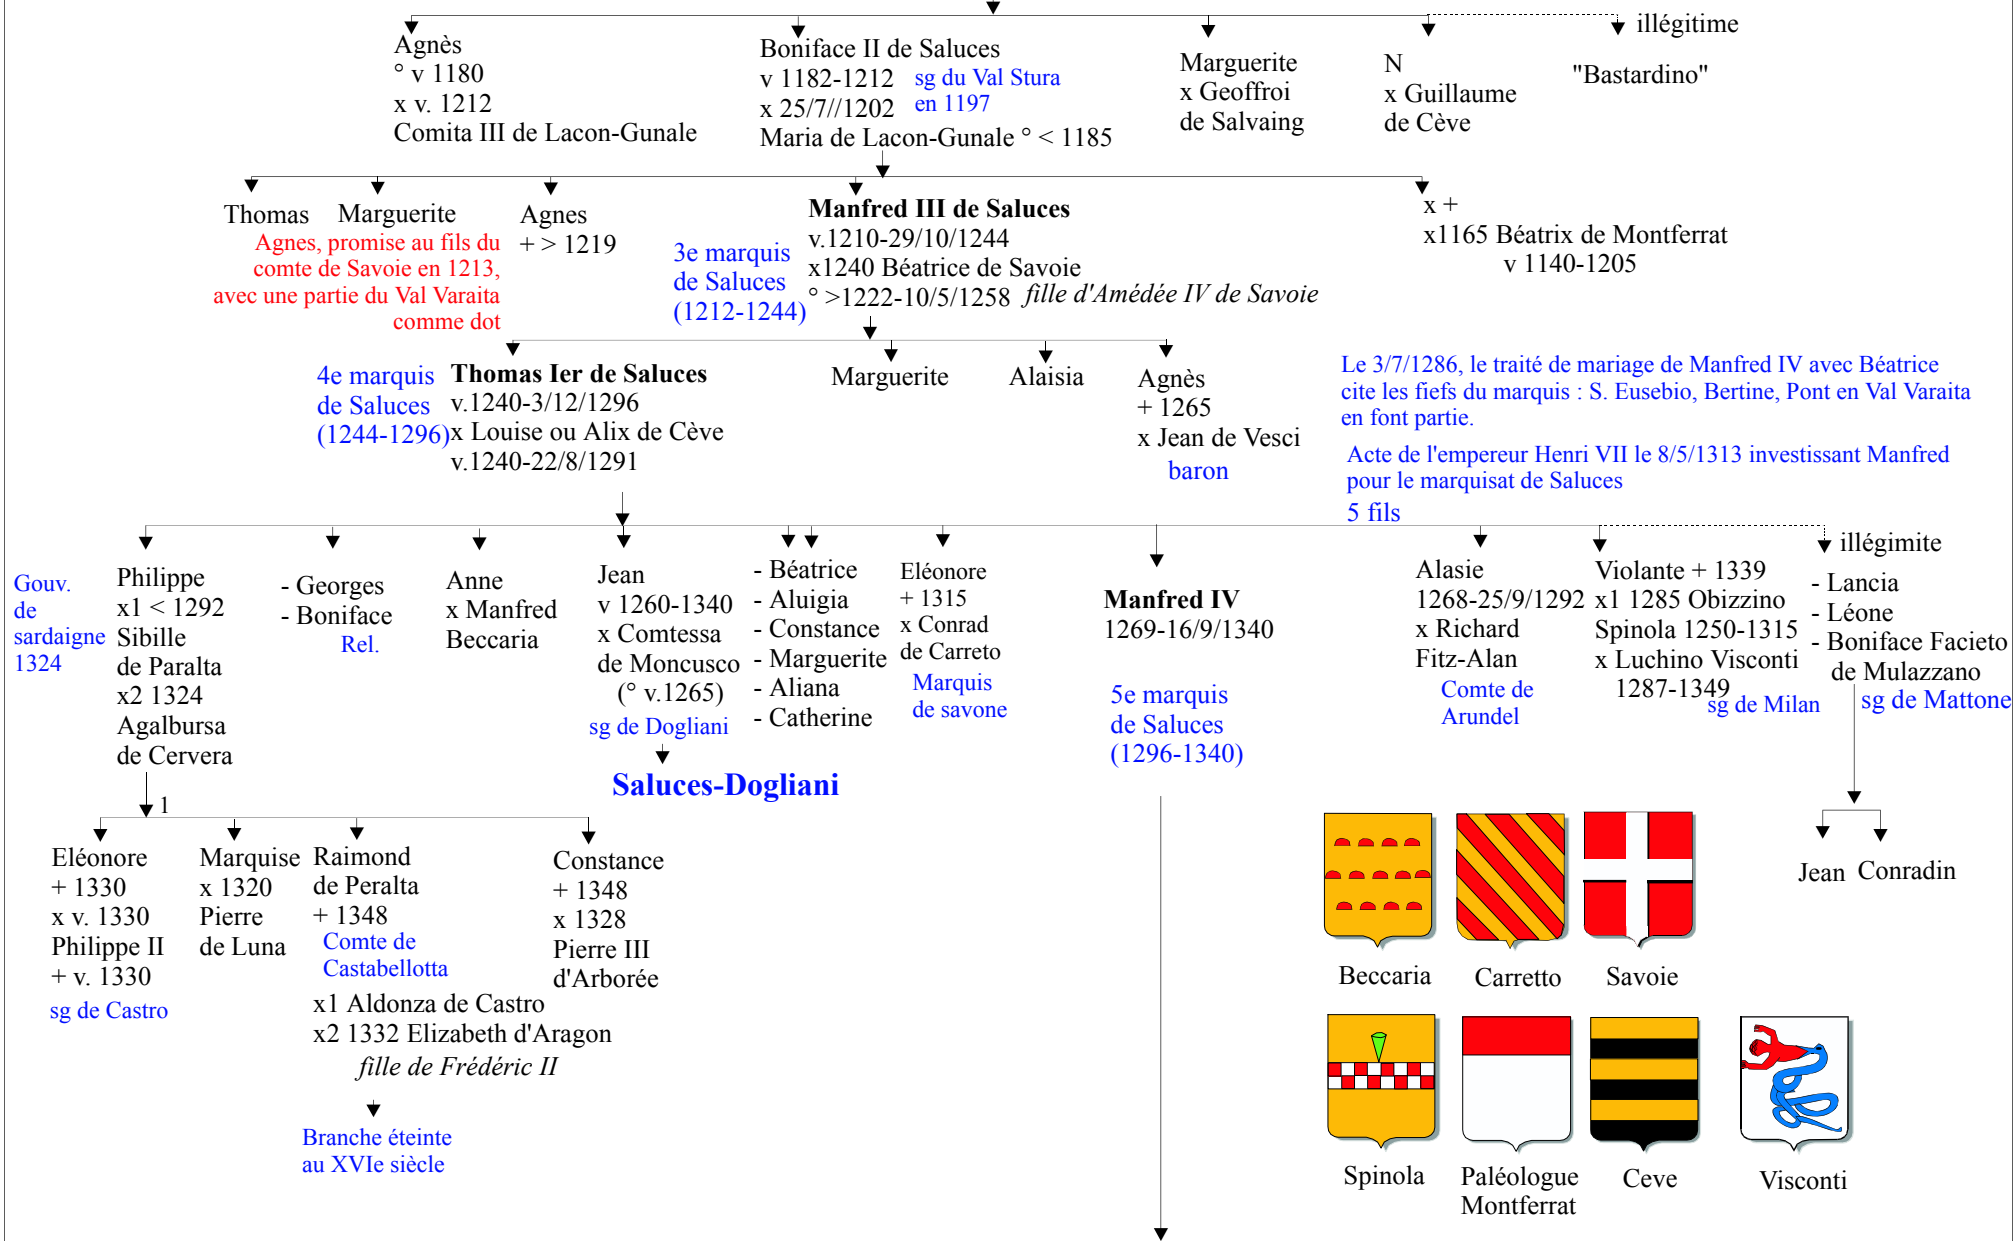 illégitime
Agnès
° v 1180
x v. 1212
Comita III de Lacon-Gunale
Boniface II de Saluces
v 1182-1212
x 25/7//1202
Maria de Lacon-Gunale ° < 1185
sg du Val Stura
en 1197
Marguerite
x Geoffroi
de Salvaing
N
x Guillaume
de Cève
"Bastardino"
Thomas
Marguerite
Agnes
+ > 1219
Agnes, promise au fils du
comte de Savoie en 1213,
avec une partie du Val Varaita
comme dot
3e marquis
de Saluces
(1212-1244)
Manfred III de Saluces
v.1210-29/10/1244
x1240 Béatrice de Savoie
° >1222-10/5/1258 fille d'Amédée IV de Savoie
x +
x1165 Béatrix de Montferrat
v 1140-1205
4e marquis
de Saluces
(1244-1296)
Thomas Ier de Saluces
v.1240-3/12/1296
x Louise ou Alix de Cève
v.1240-22/8/1291
Marguerite
Alaisia
Agnès
+ 1265
x Jean de Vesci
baron
Le 3/7/1286, le traité de mariage de Manfred IV avec Béatrice
cite les fiefs du marquis : S. Eusebio, Bertine, Pont en Val Varaita
en font partie.
Acte de l'empereur Henri VII le 8/5/1313 investissant Manfred
pour le marquisat de Saluces
5 fils
illégimite
Gouv.
de
sardaigne
1324
Philippe
x1 < 1292
Sibille
de Paralta
x2 1324
Agalbursa
de Cervera
- Georges
- Boniface
Rel.
Anne
x Manfred
Beccaria
Jean
v 1260-1340
x Comtessa
de Moncusco
(° v.1265)
sg de Dogliani
Saluces-Dogliani
- Béatrice
- Aluigia
- Constance
- Marguerite
- Aliana
- Catherine
Eléonore
+ 1315
x Conrad
de Carreto
Marquis
de savone
Manfred IV
1269-16/9/1340
5e marquis
de Saluces
(1296-1340)
Alasie
1268-25/9/1292
x Richard
Fitz-Alan
Comte de
Arundel
Violante + 1339
x1 1285 Obizzino
Spinola 1250-1315
x Luchino Visconti
1287-1349
sg de Milan
- Lancia
- Léone
- Boniface Facieto
de Mulazzano
sg de Mattone
1
Eléonore
+ 1330
x v. 1330
Philippe II
+ v. 1330
sg de Castro
Marquise
x 1320
Pierre
de Luna
Raimond
de Peralta
+ 1348
Comte de
Castabellotta
x1 Aldonza de Castro
x2 1332 Elizabeth d'Aragon
fille de Frédéric II
Branche éteinte
au XVIe siècle
Constance
+ 1348
x 1328
Pierre III
d'Arborée
Jean
Conradin
Beccaria
Carretto
Savoie
Spinola
Paléologue
Montferrat
Ceve
Visconti